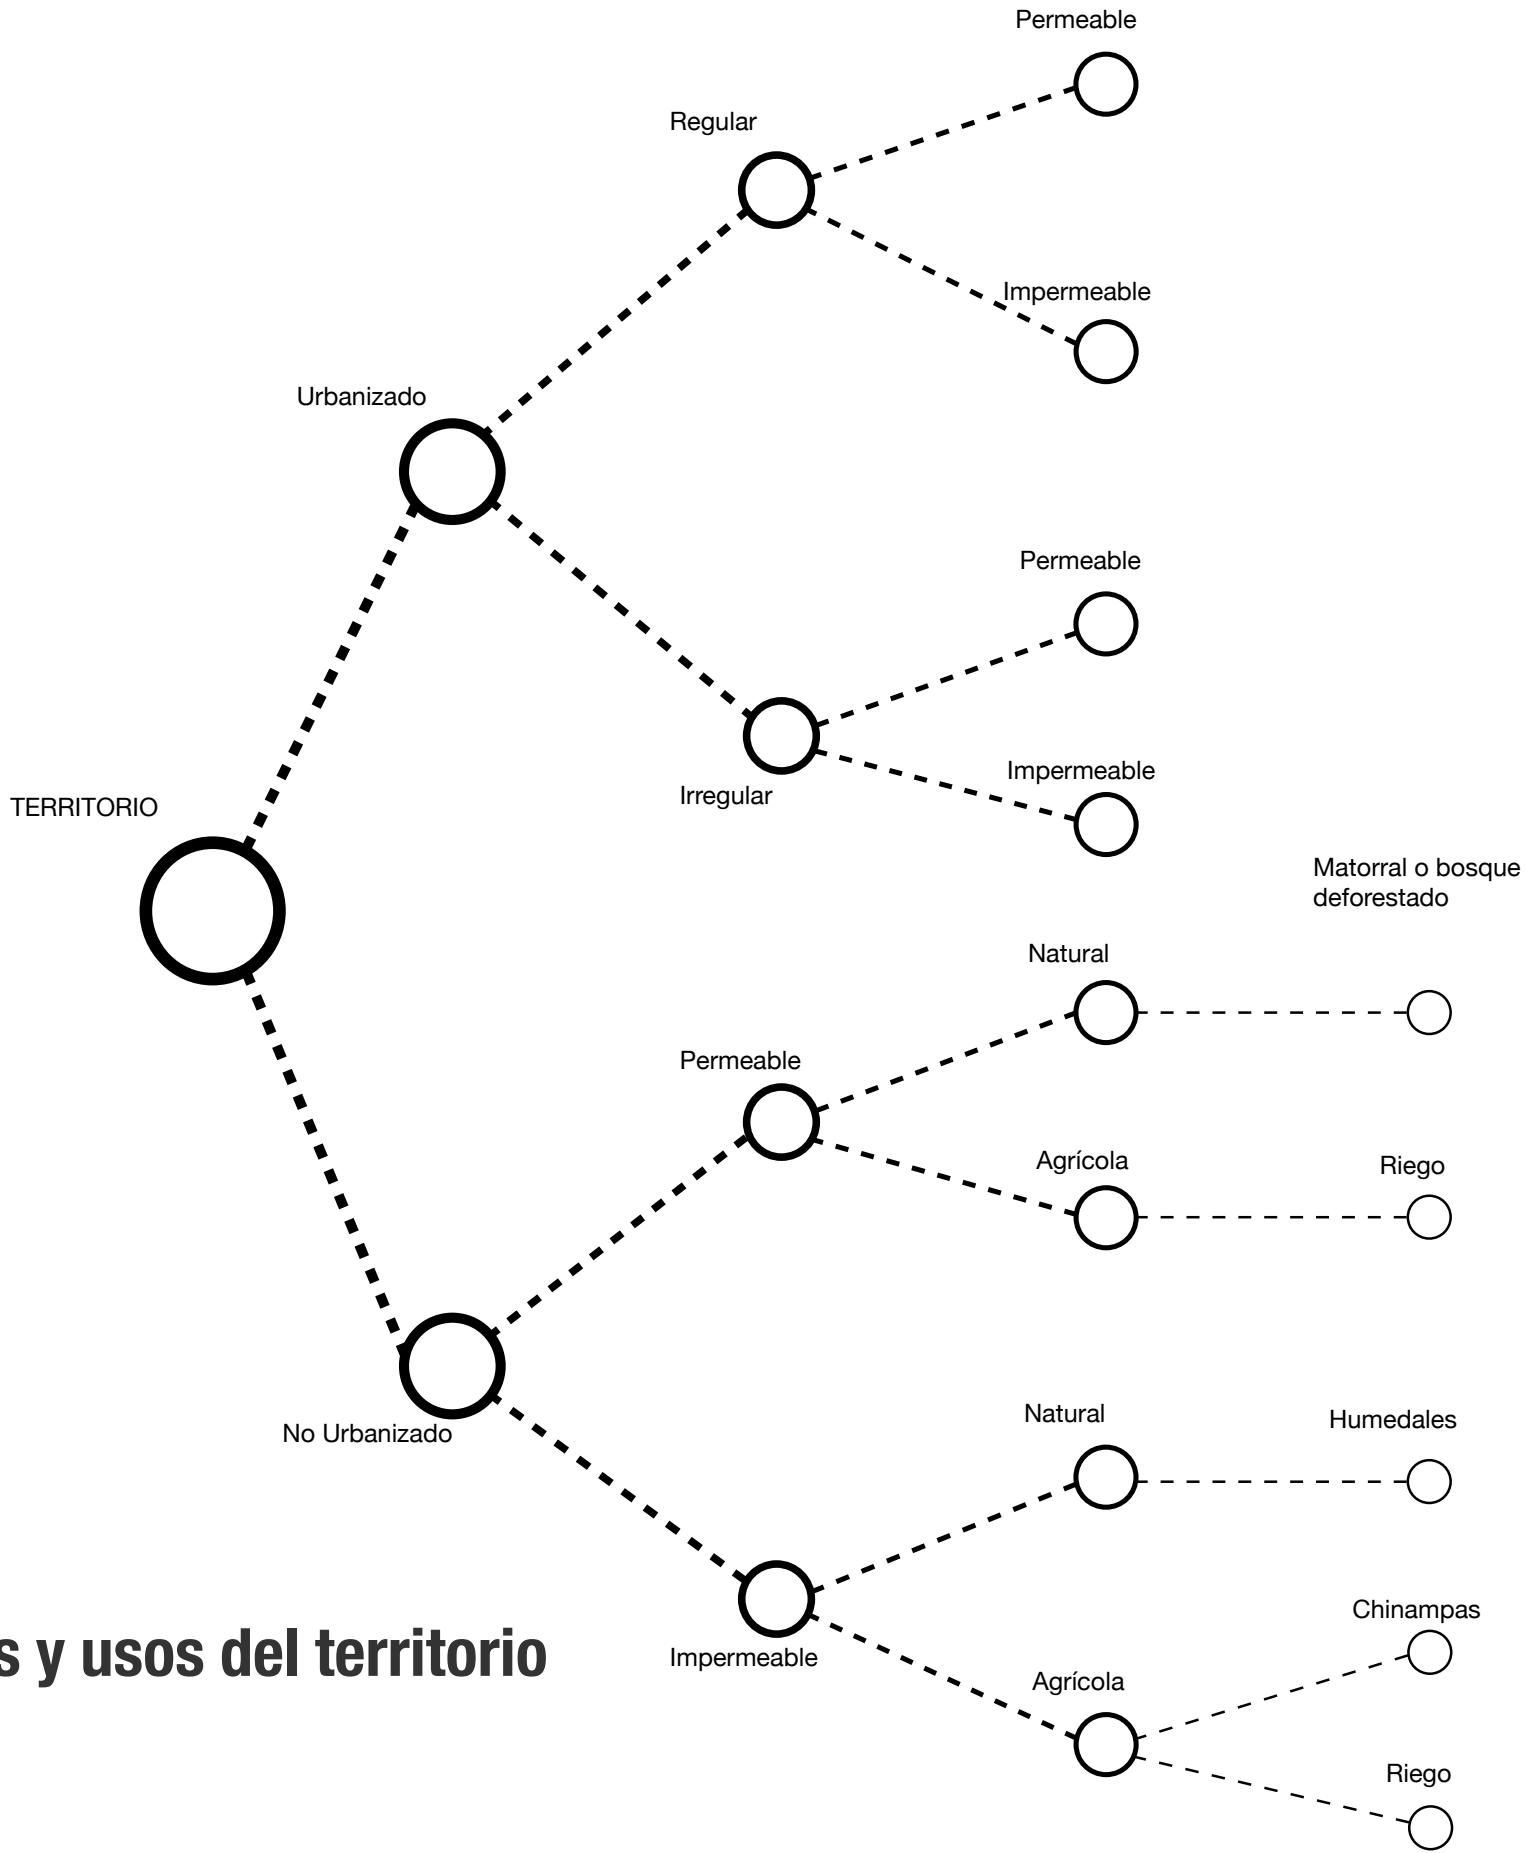 Permeable
Regular
Impermeable
Urbanizado
Permeable
Impermeable
Irregular
TERRITORIO
Matorral o bosque
deforestado
Natural
Permeable
Agrícola
Riego
Natural
Humedales
No Urbanizado
Chinampas
s y usos del territorio
Impermeable
Agrícola
Riego